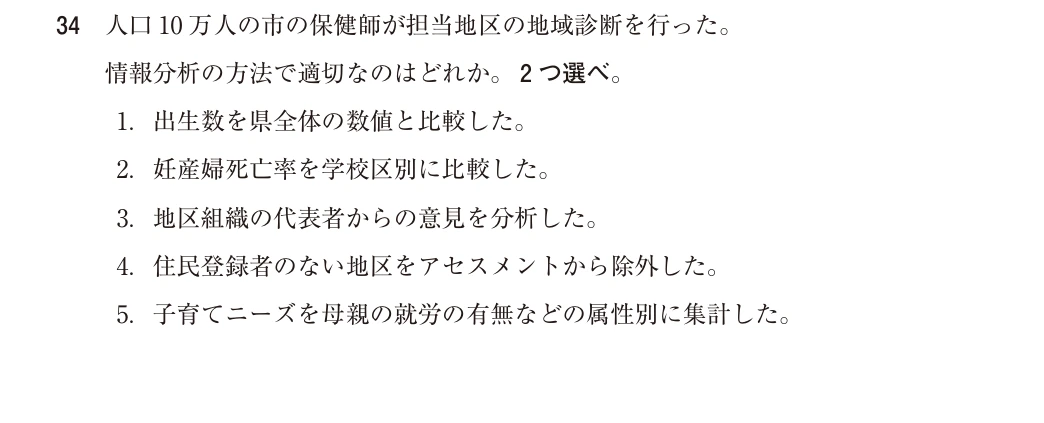 34 人口 10 万人の市の保健師が担当地区の地域診断を行った。
情報分析の方法で適切なのはどれか。2 つ選べ。
1. 出生数を県全体の数値と比較した。
2. 妊産婦死亡率を学校区別に比較した。
3. 地区組織の代表者からの意見を分析した。
4. 住民登録者のない地区をアセスメントから除外した。
5. 子育てニーズを母親の就労の有無などの属性別に集計した。